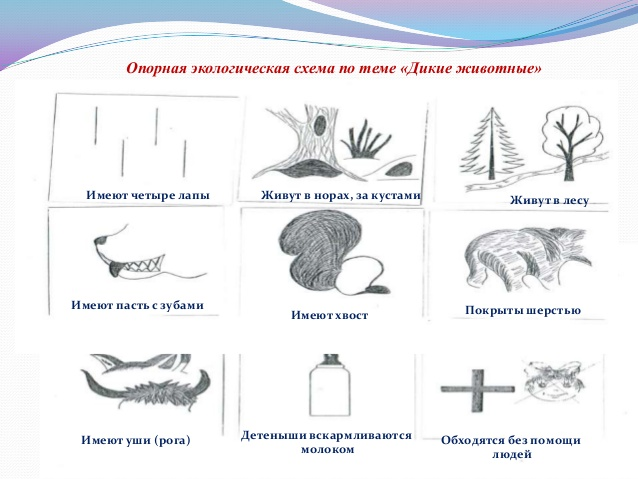 Опорная экологическая схема по теме «Дикие животные»
Имеют четыре лапы
Живут в норах, за кустами
Живут в лесу
Имеют пасть с зубами
Имеют хвост
Покрыты шерстью
Имеют уши (рога)
Детеныши вскармливаются
молоком
Обходятся без помощи
людей